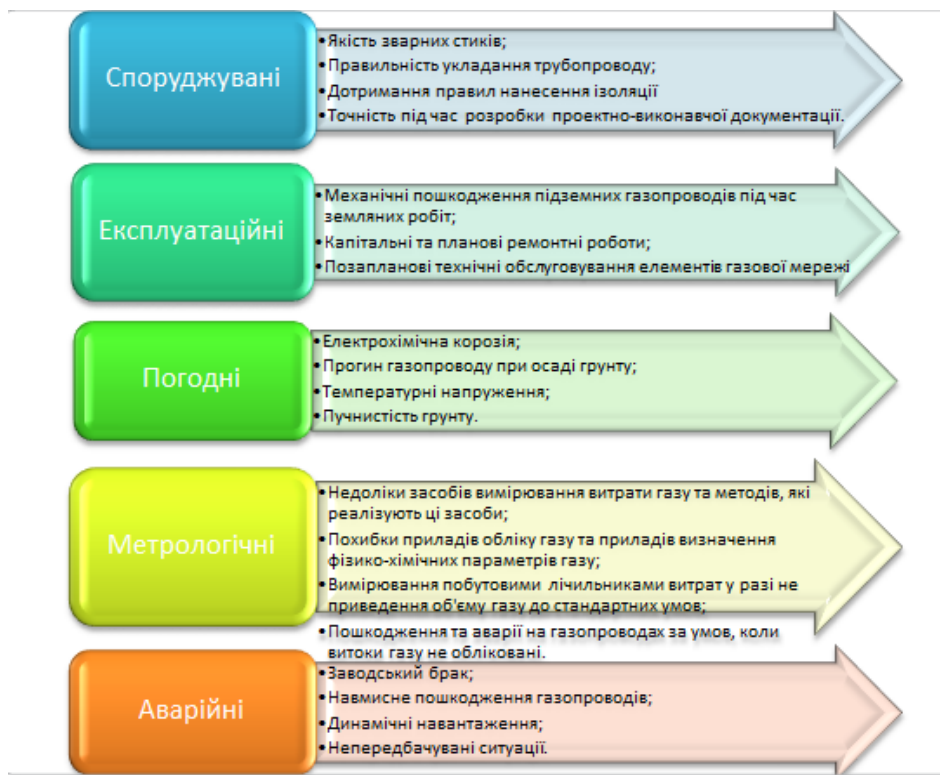 Споруджувані
•Якість зварних стиків;
•Правильність укладання трубопроводу;
•Дотримання правил нанесення ізоляції
•Точність під час розробки проектно-виконавчої документації.
Експлуатаційні
•Механічні пошкодження підземних газопроводів під час
земляних робіт;
•Капітальні та планові ремонтні роботи;
•Позапланові технічні обслуговування елементів газової мережі
Погодні
•Електрохімічна корозія;
•Прогин газопроводу при осаді грунту;
•Температурні напруження;
•Пучнистість грунту.
Метрологічні
•Недоліки засобів вимірювання витрати газу та методів, які
реалізують ці засоби;
•Похибки приладів обліку газу та приладів визначення
фізико-хімічних параметрів газу;
•Вимірювання побутовими лічильниками витрат у разі не
приведення об'єму газу до стандартних умов;
•Пошкодження та аварії на газопроводах за умов, коли
витоки газу не обліковані.
Аварійні
•Заводський брак;
•Навмисне пошкодження газопроводів;
•Динамічні навантаження;
•Непередбачувані ситуації.